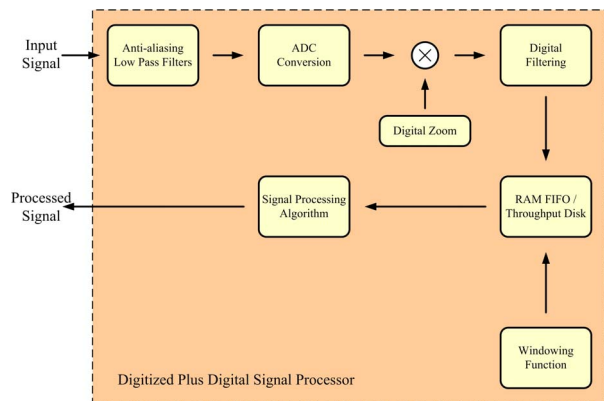 Input
Signal
Anti-aliasing
Low Pass Filters
ADC
Conversion
Digital
Filtering
Digital Zoom
Processed
Signal
Signal Processing
Algorithm
RAM FIFO /
Throughput Disk
Windowing
Function
Digitized Plus Digital Signal Processor